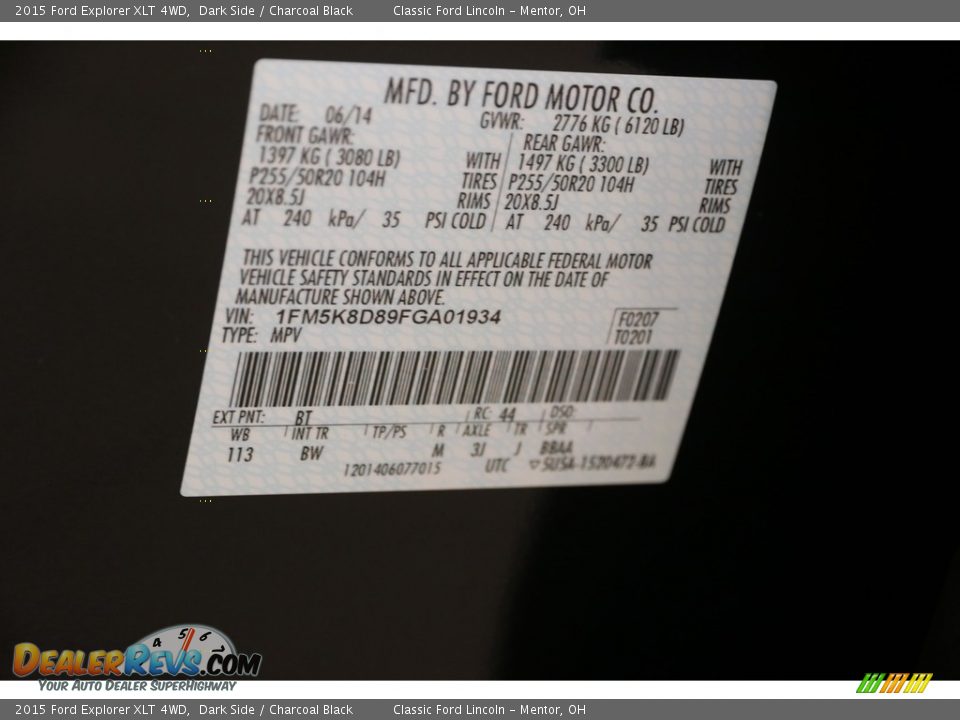 2015 Ford Explorer XLT 4WD, Dark Side / Charcoal Black Classic Ford Lincoln - Mentor, OH
MFD. BY FORD MOTOR CO.
DATE: 06/14 GVWR: 2776 KG ( 6120 LB)
FRONT GAWR: REAR GAWR:
1397 KG ( 3080 LB) WITH 1497 KG ( 3300 LB) WITH
P255/50R20 104H TIRES P255/50R20 104H TIRES
20X8.5J RIMS 20X8.5J RIMS
AT 240 kPa/ 35 PSI COLD AT 240 kPa/ 35 PSI COLD
THIS VEHICLE CONFORMS TO ALL APPLICABLE FEDERAL MOTOR
VEHICLE SAFETY STANDARDS IN EFFECT ON THE DATE OF
MANUFACTURE SHOWN ABOVE.
VIN: 1FM5K8D89FGA01934 F0207
TYPE: MPV T0201
EXT PNT: BT RC: 44 DSO:
WB INT TR TP/PS R AXLE TR SPR
113 BW M 3J J BBAA
1201406077015 UTC
4 5 6
DEALERREVS.COM
YOUR AUTO DEALER SUPERHIGHWAY
2015 Ford Explorer XLT 4WD, Dark Side / Charcoal Black Classic Ford Lincoln - Mentor, OH